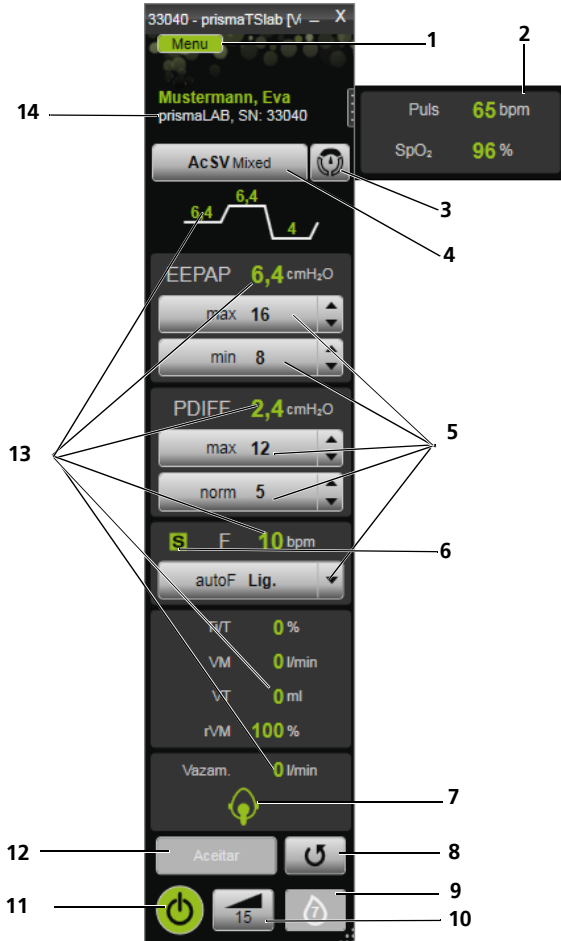 33040 - prismaTSlab [V – X
Menu
1
2
Puls 65 bpm
SpO₂ 96 %
Mustermann, Eva
14
prismaLAB, SN: 33040
AcSV Mixed
3
4
6,4
6,4
4
EEPAP 6,4 cmH₂O
max 16
min 8
PDIFF 2,4 cmH₂O
13
max 12
5
norm 5
S F 10 bpm
6
autoF Lig.
Ti/T 0 %
VM 0 l/min
VT 0 ml
rVM 100 %
Vazam. 0 l/min
7
12
Aceitar
8
11
15
7
9
10